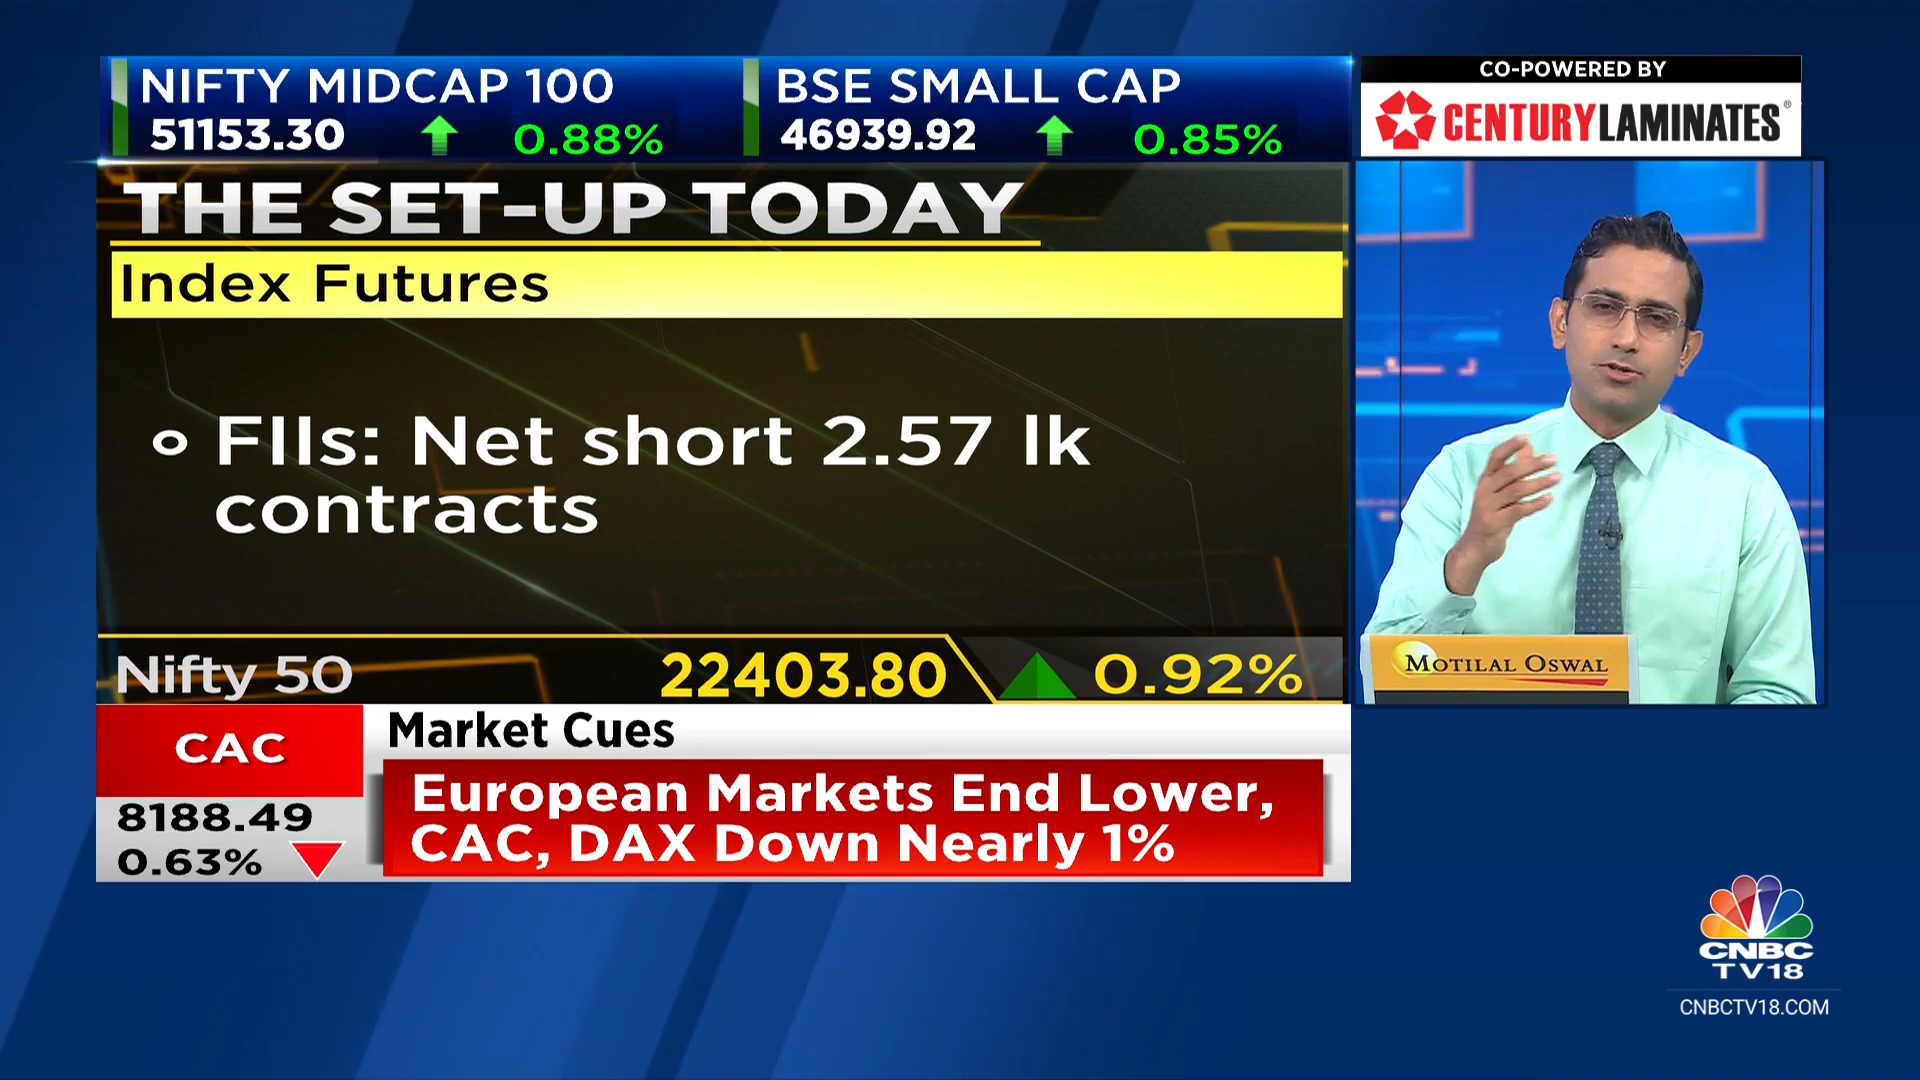 NIFTY MIDCAP 100
51153.30 0.88%
BSE SMALL CAP
46939.92 0.85%
CO-POWERED BY
CENTURYLAMINATES®
THE SET-UP TODAY
Index Futures
FIIs: Net short 2.57 lk
contracts
Nifty 50 22403.80 0.92%
MOTILAL OSWAL
CAC
8188.49
0.63%
Market Cues
European Markets End Lower,
CAC, DAX Down Nearly 1%
CNBC
TV18
CNBCTV18.COM